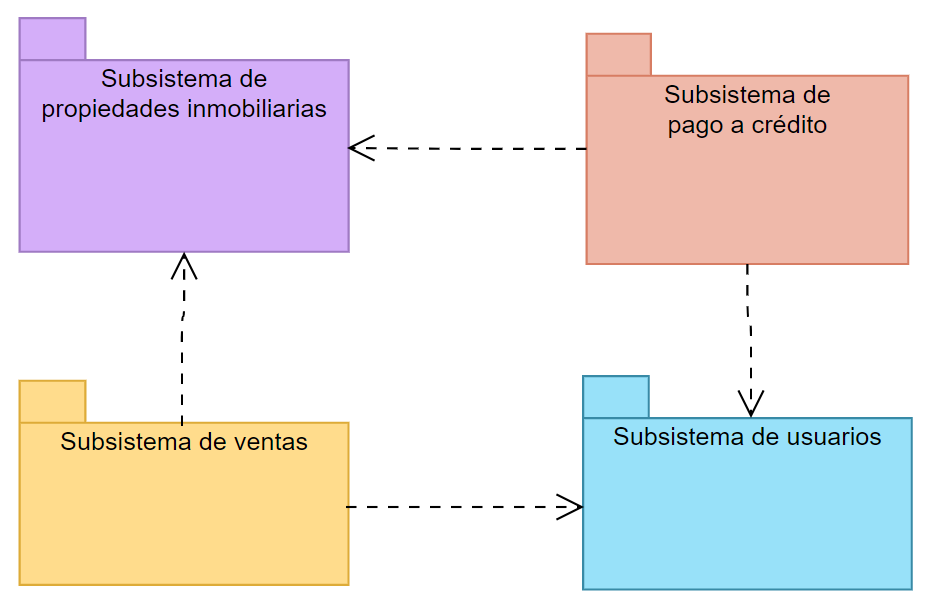 Subsistema de
propiedades inmobiliarias
Subsistema de
pago a crédito
Subsistema de ventas
Subsistema de usuarios